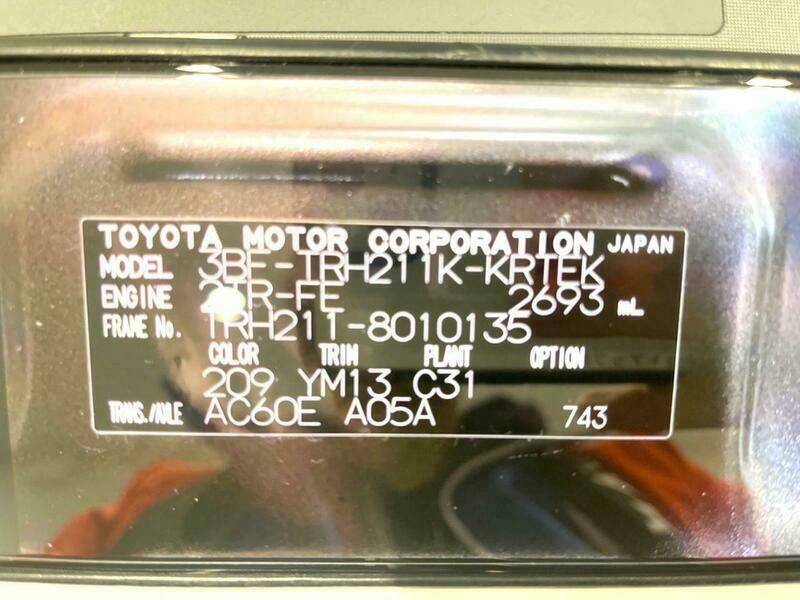 TOYOTA MOTOR CORPORATION JAPAN
MODEL 3BF-TRH211K-KRTEK
ENGINE 2TR-FE 2693 mL
FRAME No. TRH211-8010135
COLOR TRIM PLANT OPTION
209 YM13 C31
TRANS./AXLE AC60E A05A 743